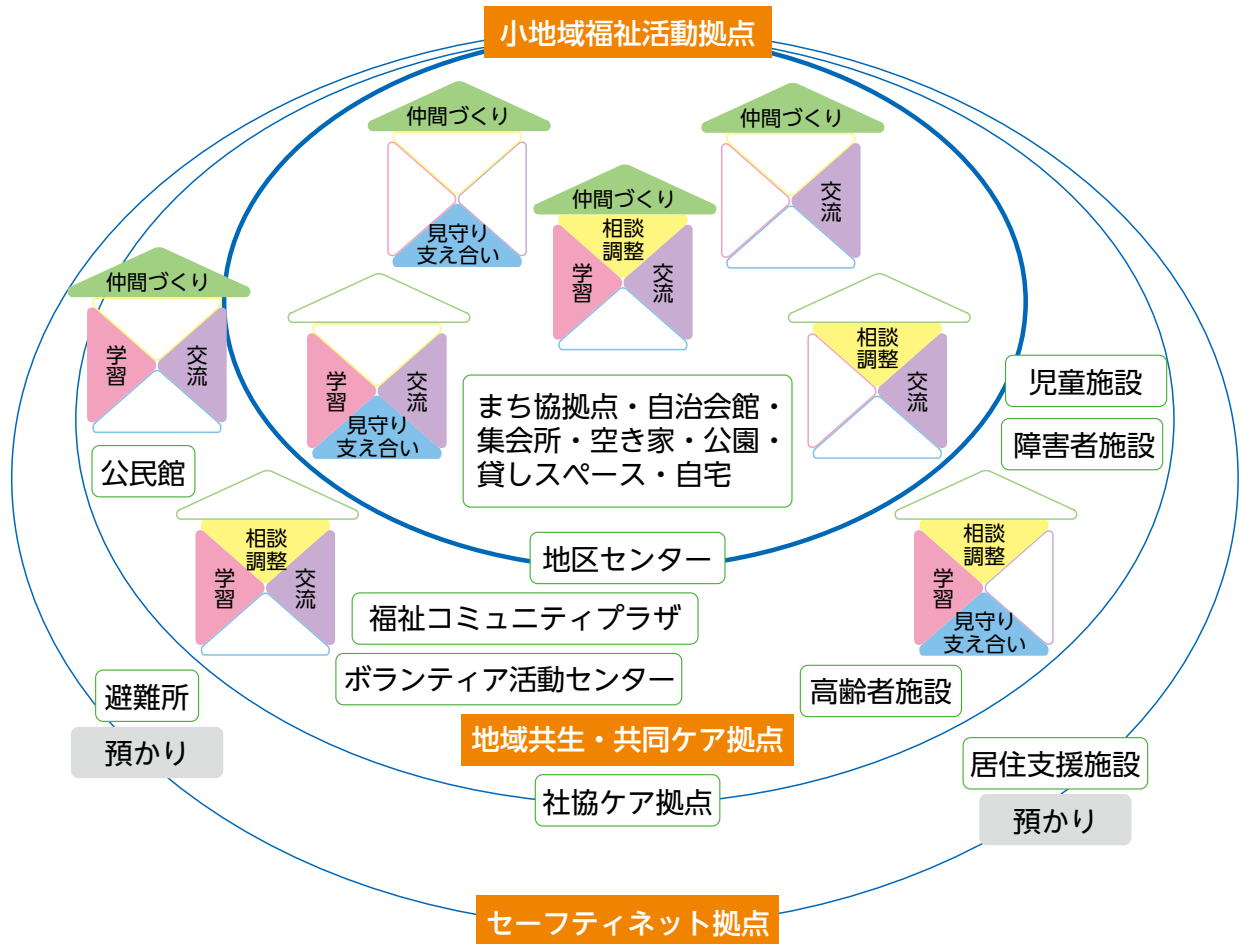 小地域福祉活動拠点
仲間づくり
見守り
支え合い
仲間づくり
交流
仲間づくり
相談
調整
学習
交流
仲間づくり
学習
交流
公民館
学習
交流
見守り
支え合い
相談
調整
交流
まち協拠点・自治会館・
集会所・空き家・公園・
貸しスペース・自宅
児童施設
障害者施設
地区センター
相談
調整
学習
交流
福祉コミュニティプラザ
ボランティア活動センター
相談
調整
学習
見守り
支え合い
高齢者施設
避難所
預かり
地域共生・共同ケア拠点
社協ケア拠点
居住支援施設
預かり
セーフティネット拠点